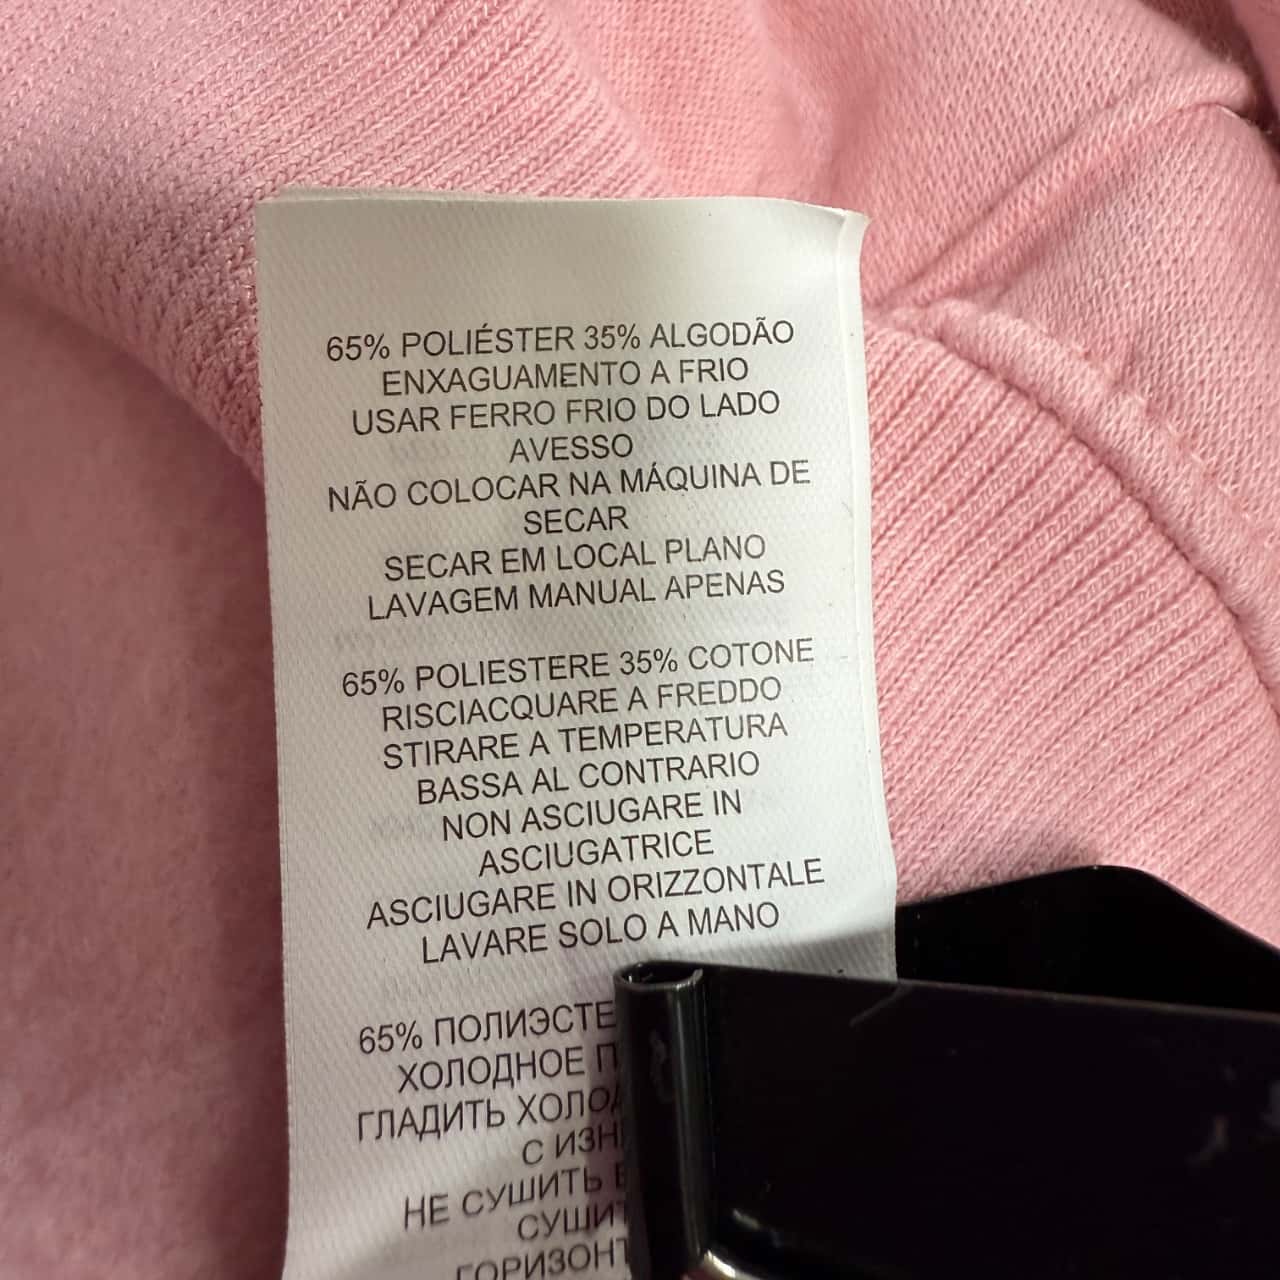 65% POLIÉSTER 35% ALGODÃO
ENXAGUAMENTO A FRIO
USAR FERRO FRIO DO LADO
AVESSO
NÃO COLOCAR NA MÁQUINA DE
SECAR
SECAR EM LOCAL PLANO
LAVAGEM MANUAL APENAS
65% POLIESTERE 35% COTONE
RISCIACQUARE A FREDDO
STIRARE A TEMPERATURA
BASSA AL CONTRARIO
NON ASCIUGARE IN
ASCIUGATRICE
ASCIUGARE IN ORIZZONTALE
LAVARE SOLO A MANO
65%
ХОЛОДНОЕ
ГЛАДИТЬ
С
НЕ СУШИТЬ